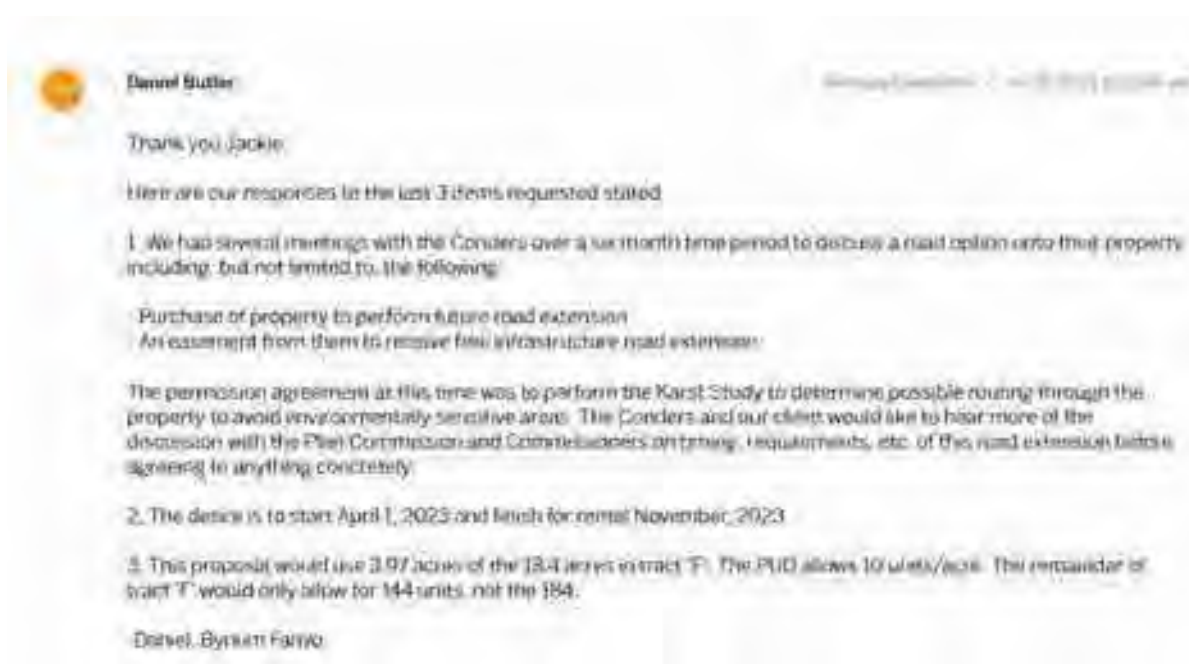 Daniel Butler
Thank you Jackie.
Here are our responses to the last 3 items requested stated
1. We had several meetings with the Conders over a six month time period to discuss a road option onto their property
including, but not limited to, the following:
Purchase of property to perform future road extension
An easement from them to receive free infrastructure road extension
The permission agreement at this time was to perform the Karst Study to determine possible routing through the
property to avoid environmentally sensitive areas. The Conders and our client would like to hear more of the
discussion with the Plan Commission and Commissioners on timing, requirements, etc. of this road extension before
agreeing to anything concretely.
2. The desire is to start April 1, 2023 and finish for rental November, 2023
3. This proposal would use 3.97 acres of the 18.4 acres in tract "F". The PUD allows 10 units/acre. The remainder of
tract "F" would only allow for 144 units, not the 184.
Daniel, Bynum Fanyo